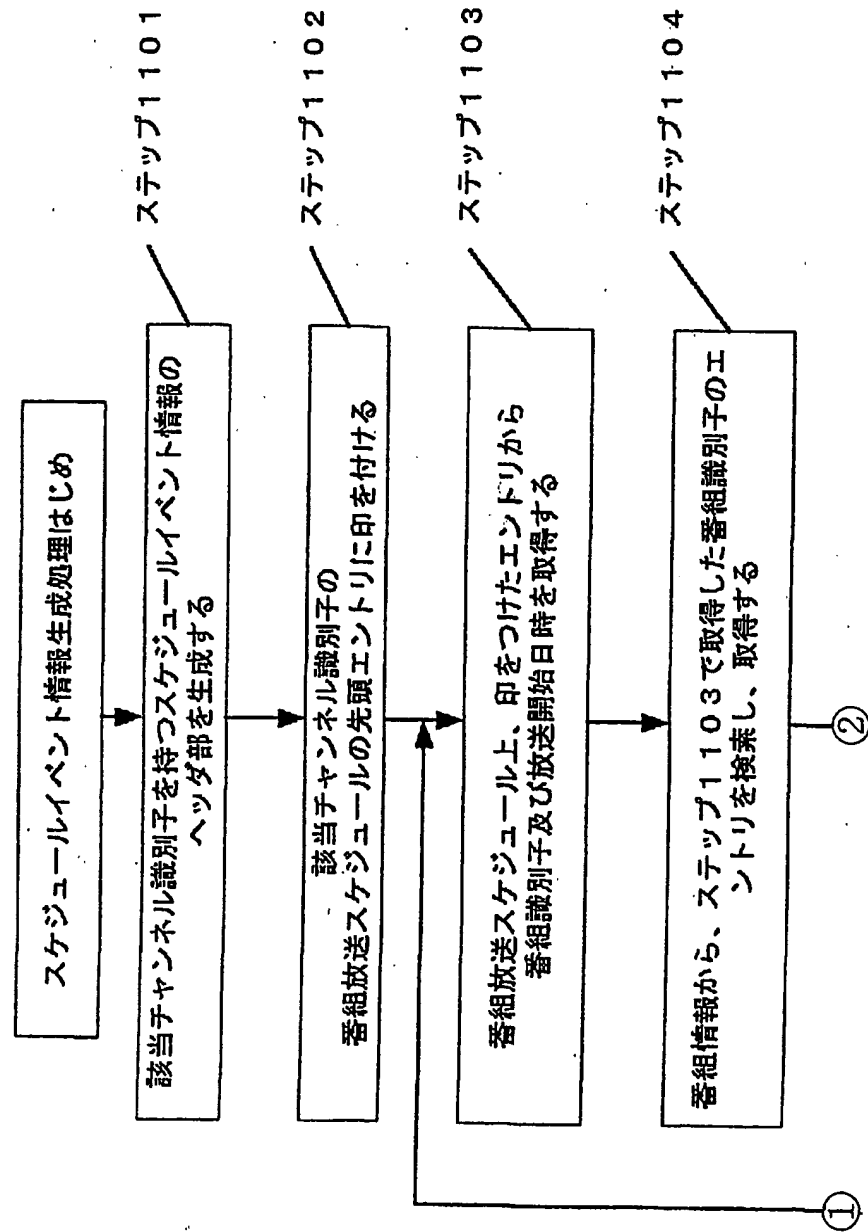 スケジュールイベント情報生成処理はじめ
該当チャンネル識別子を持つスケジュールイベント情報の
ヘッダ部を生成する
ステップ1101
該当チャンネル識別子の
番組放送スケジュールの先頭エントリに印を付ける
ステップ1102
番組放送スケジュール上、印をつけたエントリから
番組識別子及び放送開始日時を取得する
ステップ1103
番組情報から、ステップ1103で取得した番組識別子のエ
ントリを検索し、取得する
ステップ1104
①
②